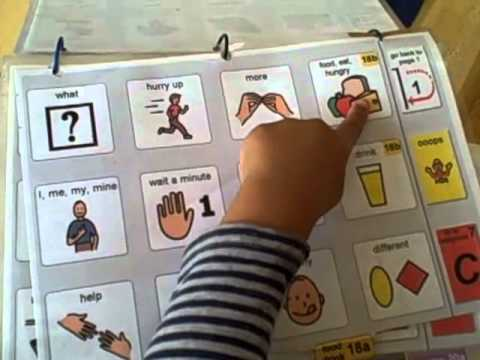 what
?
hurry up
more
food, eat,
hungry
18b
go back to
page 1
1
I, me, my, mine
wait a minute
1
drink
18b
ooops
help
different
7
C
18a